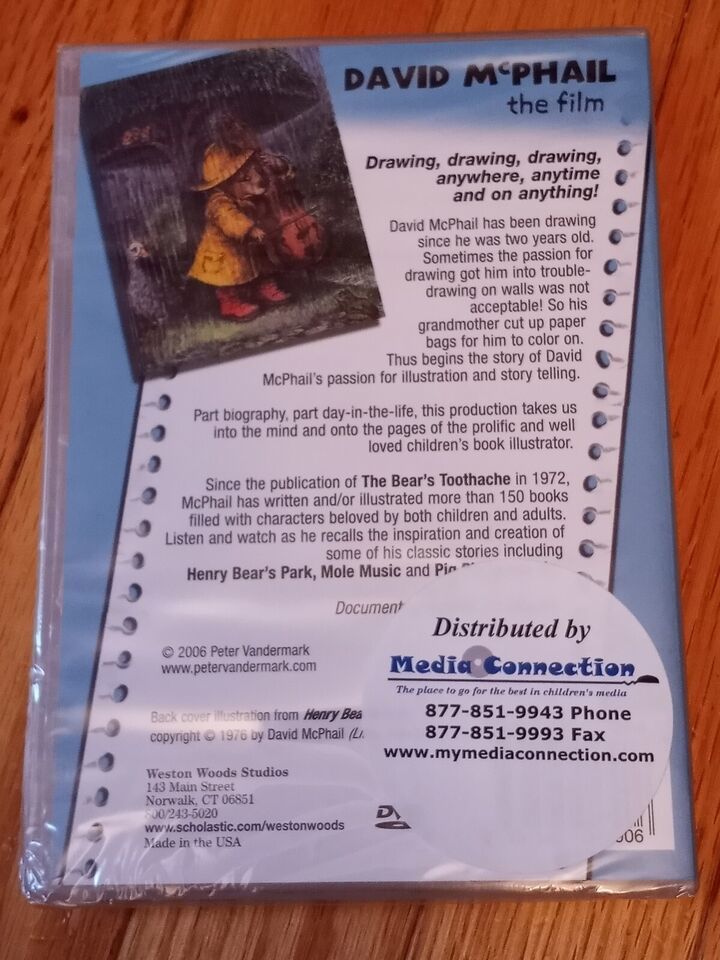 DAVID McPHAIL
the film
Drawing, drawing, drawing,
anywhere, anytime
and on anything!
David McPhail has been drawing
since he was two years old.
Sometimes the passion for
drawing got him into trouble-
drawing on walls was not
acceptable! So his
grandmother cut up paper
bags for him to color on.
Thus begins the story of David
McPhail's passion for illustration and story telling.
Part biography, part day-in-the-life, this production takes us
into the mind and onto the pages of the prolific and well
loved children's book illustrator.
Since the publication of The Bear's Toothache in 1972,
McPhail has written and/or illustrated more than 150 books
filled with characters beloved by both children and adults.
Listen and watch as he recalls the inspiration and creation of
some of his classic stories including
Henry Bear's Park, Mole Music and Pig
Document
© 2006 Peter Vandermark
www.petervandermark.com
Back cover illustration from Henry Bea
copyright © 1976 by David McPhail
Weston Woods Studios
143 Main Street
Norwalk, CT 06851
800/243-5020
www.scholastic.com/westonwoods
Made in the USA
Distributed by
Media Connection
The place to go for the best in children's media
877-851-9943 Phone
877-851-9993 Fax
www.mymediaconnection.com
06